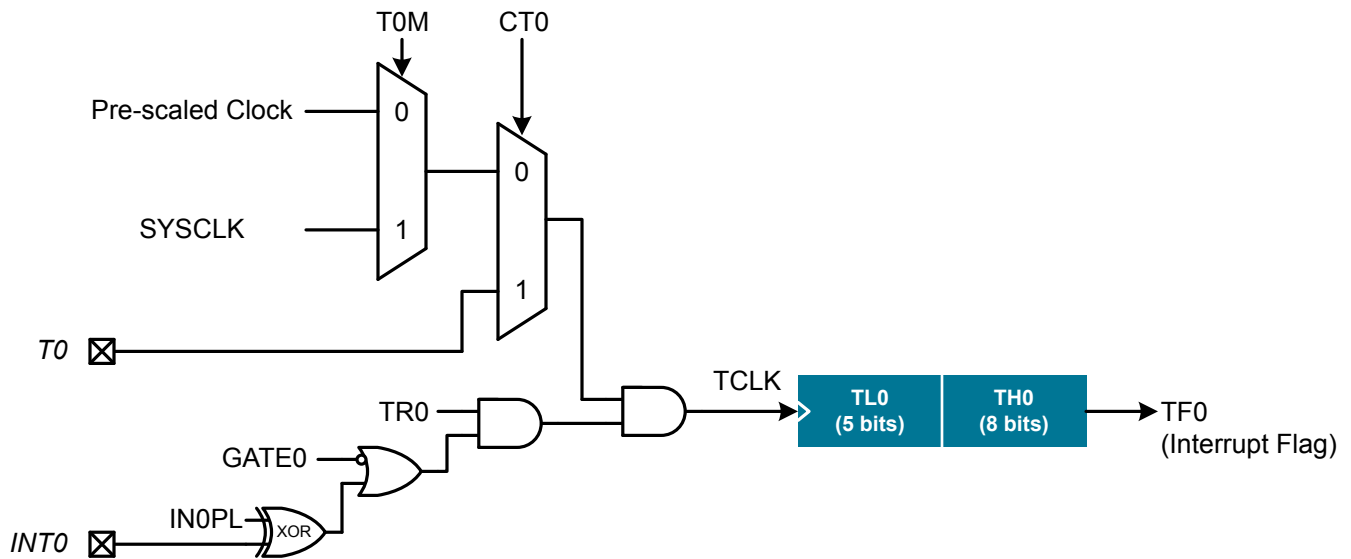 T0M
CT0
Pre-scaled Clock
0
0
SYSCLK
1
1
T0
TCLK
TL0
(5 bits)
TH0
(8 bits)
TF0
(Interrupt Flag)
TR0
GATE0
IN0PL
XOR
INT0